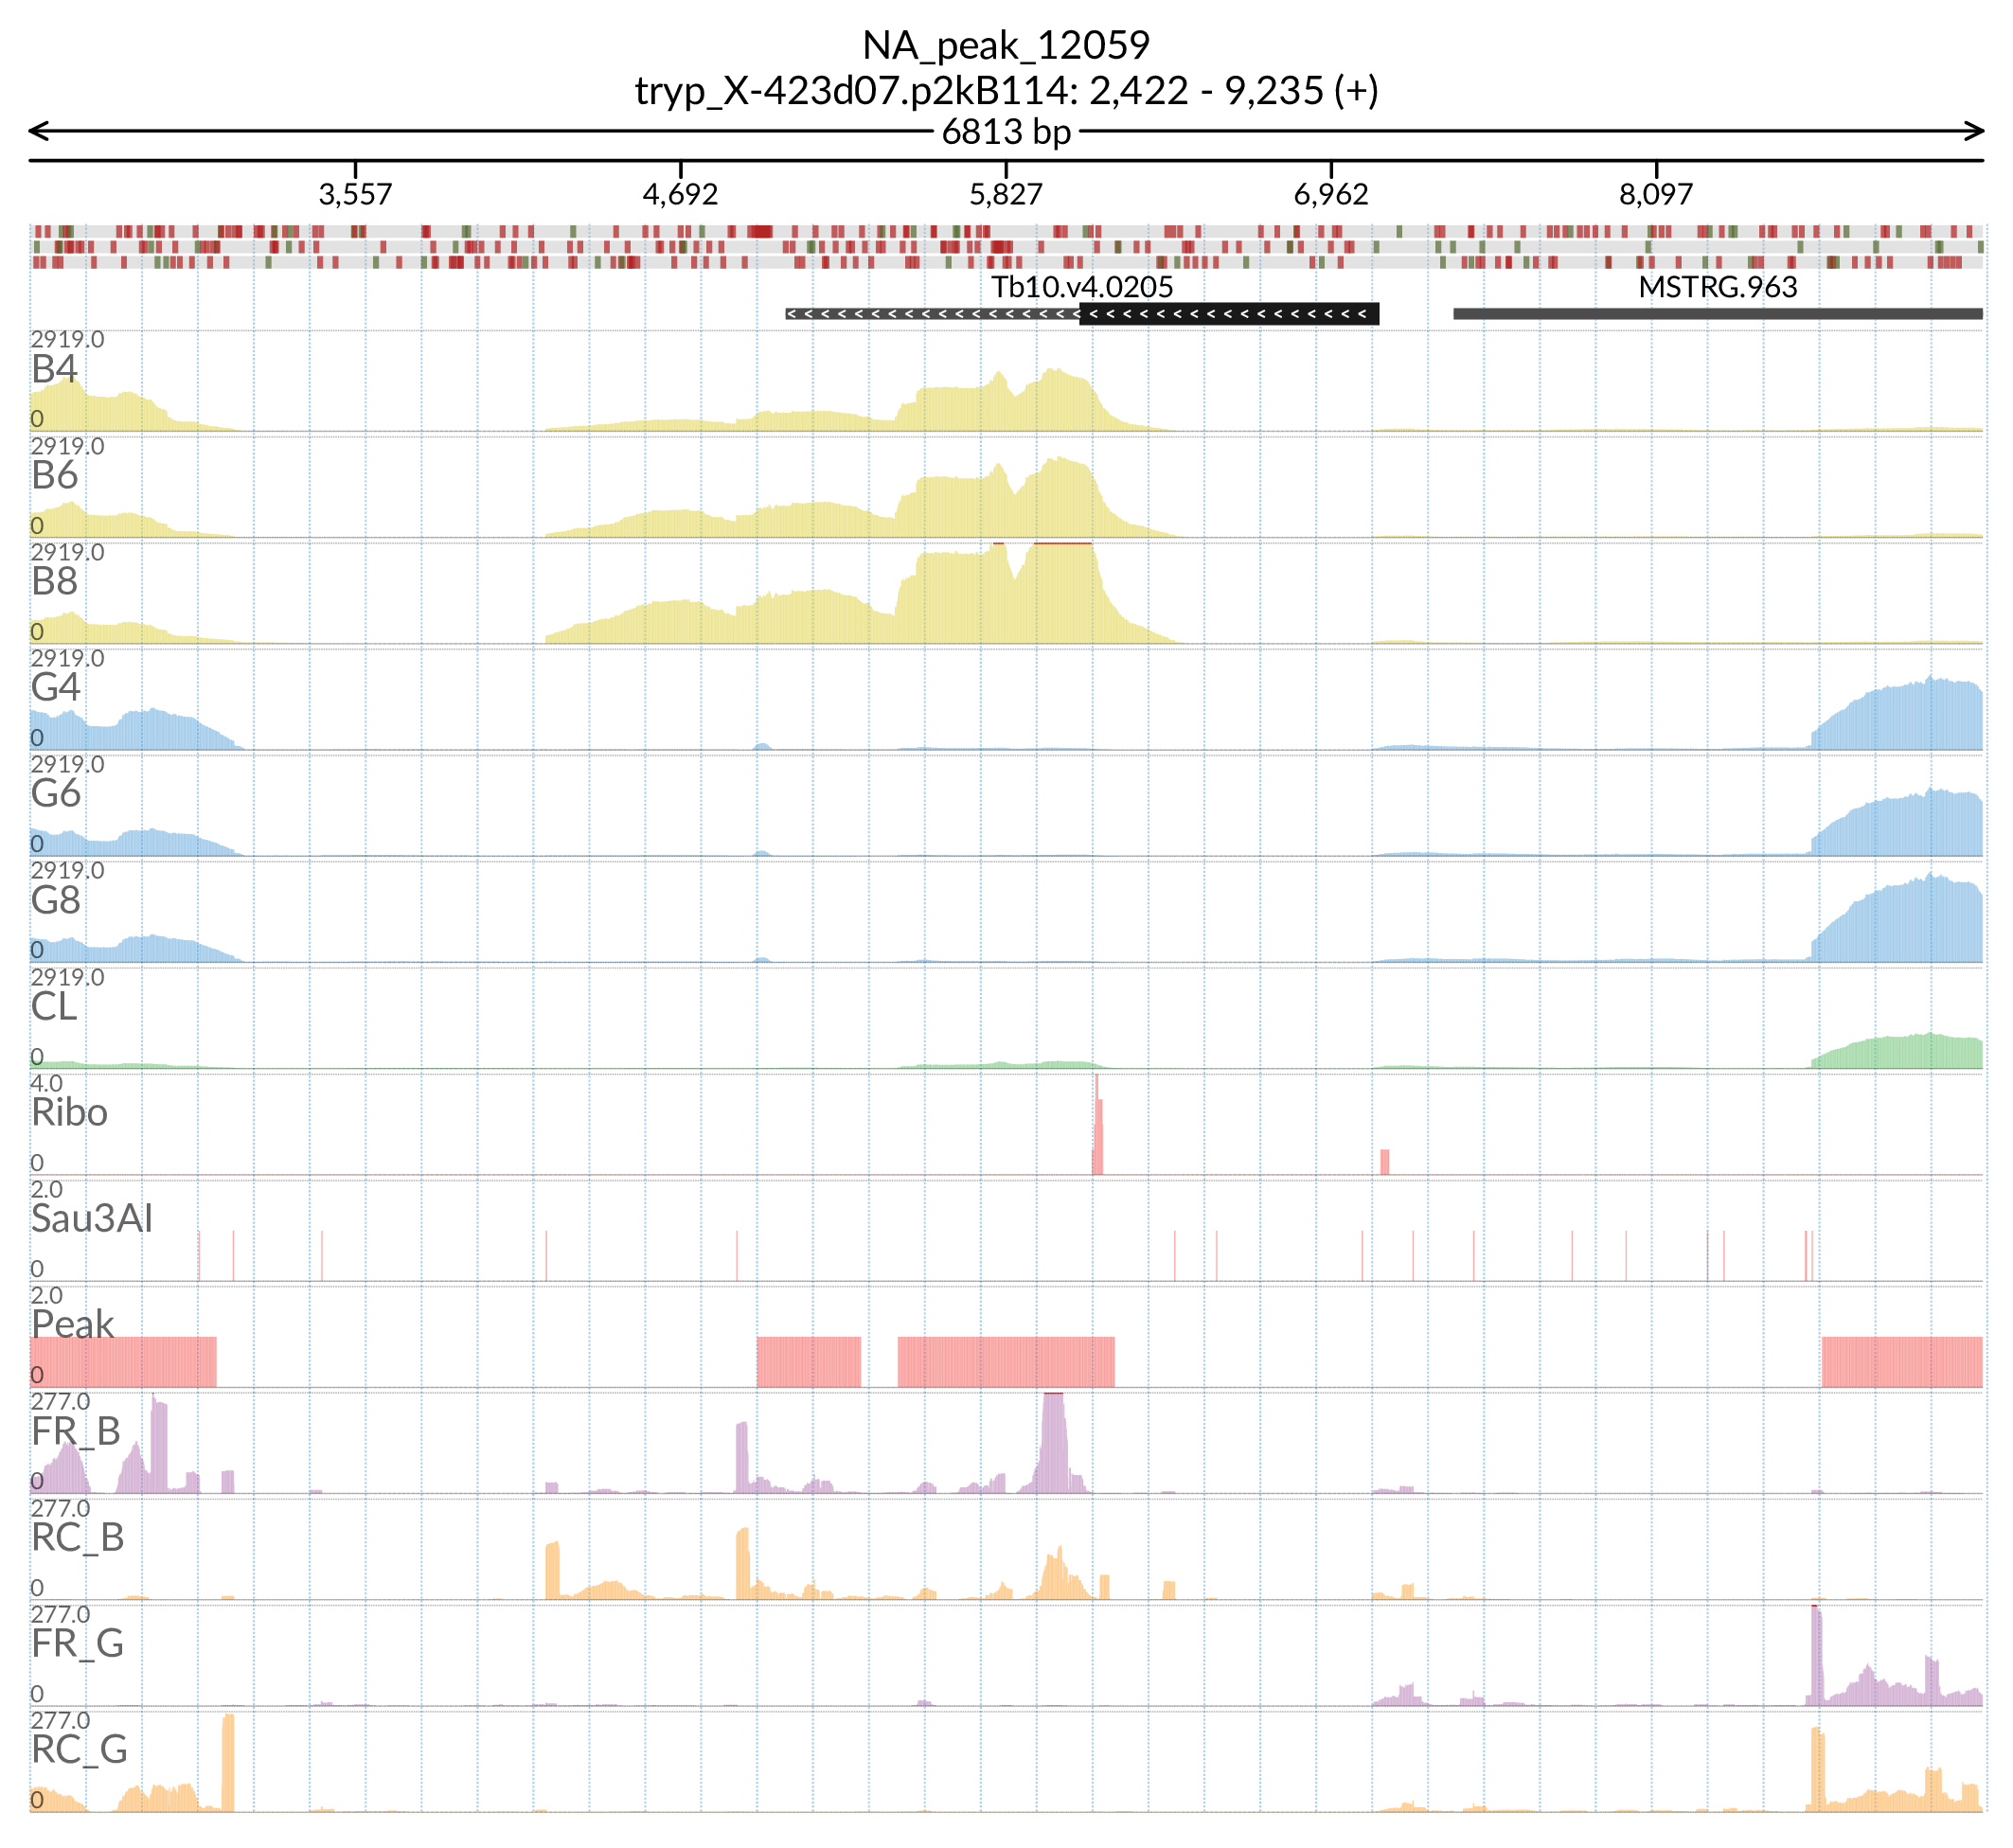 NA_peak_12059
tryp_X-423d07.p2kB114: 2,422 - 9,235 (+)
6813 bp
3,557 4,692 5,827 6,962 8,097
Tb10.v4.0205 MSTRG.963
2919.0
B4
0
2919.0
B6
0
2919.0
B8
0
2919.0
G4
0
2919.0
G6
0
2919.0
G8
0
2919.0
CL
0
4.0
Ribo
0
2.0
Sau3AI
0
2.0
Peak
0
277.0
FR_B
0
277.0
RC_B
0
277.0
FR_G
0
277.0
RC_G
0